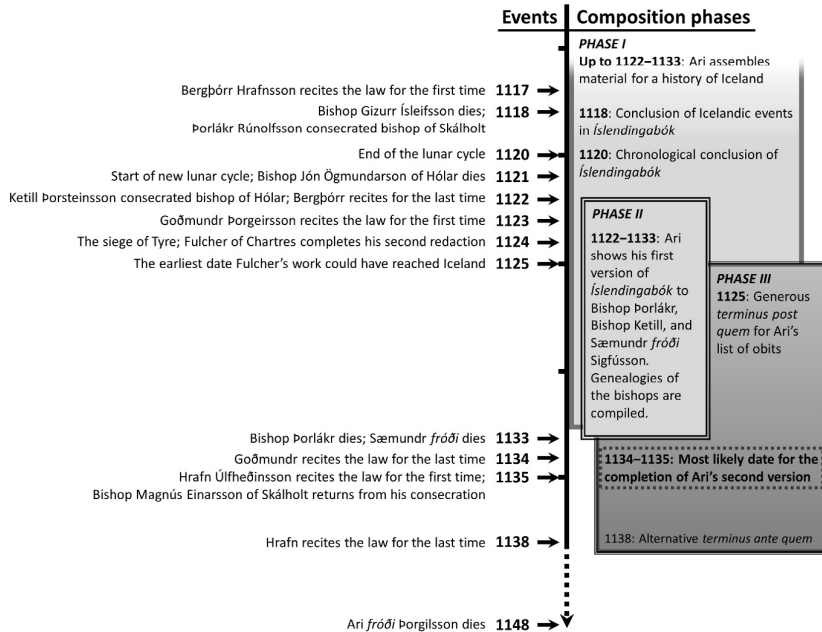 Events
Composition phases
PHASE I
Up to 1122–1133: Ari assembles
material for a history of Iceland
Bergþórr Hrafnsson recites the law for the first time 1117
Bishop Gizurr Ísleifsson dies; 1118
Þorlákr Rúnolfsson consecrated bishop of Skálholt
1118: Conclusion of Icelandic events
in Íslendingabók
End of the lunar cycle 1120
1120: Chronological conclusion of
Íslendingabók
Start of new lunar cycle; Bishop Jón Ögmundarson of Hólar dies 1121
Ketill Þorsteinsson consecrated bishop of Hólar; Bergþórr recites for the last time 1122
Goðmundr Þorgeirsson recites the law for the first time 1123
The siege of Tyre; Fulcher of Chartres completes his second redaction 1124
The earliest date Fulcher's work could have reached Iceland 1125
PHASE II
1122–1133: Ari
shows his first
version of
Íslendingabók to
Bishop Þorlákr,
Bishop Ketill, and
Sæmundr fróði
Sigfússon.
Genealogies of
the bishops are
compiled.
PHASE III
1125: Generous
terminus post
quem for Ari's
list of obits
Bishop Þorlákr dies; Sæmundr fróði dies 1133
Goðmundr recites the law for the last time 1134
Hrafn Úlfheðinsson recites the law for the first time; 1135
Bishop Magnús Einarsson of Skálholt returns from his consecration
1134–1135: Most likely date for the
completion of Ari's second version
Hrafn recites the law for the last time 1138
1138: Alternative terminus ante quem
Ari fróði Þorgilsson dies 1148